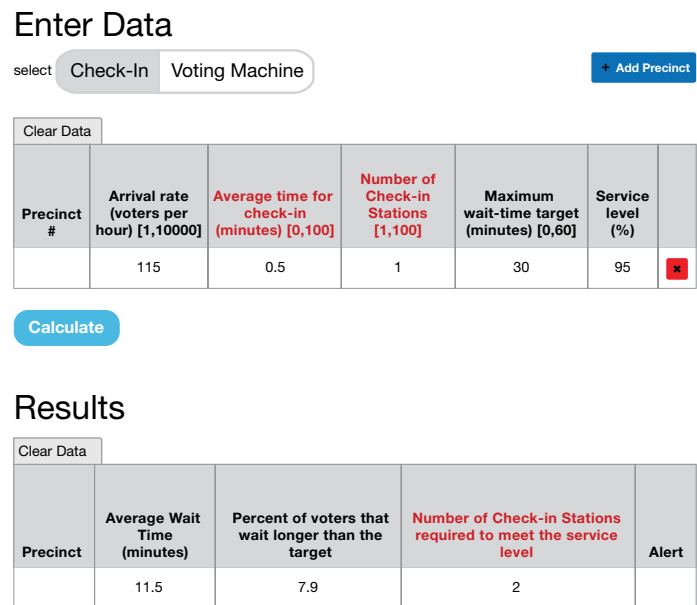 Enter Data
select Check-In Voting Machine
+ Add Precinct
Clear Data
Precinct
#
Arrival rate
(voters per
hour) [1,10000]
Average time for
check-in
(minutes) [0,100]
Number of
Check-in
Stations
[1,100]
Maximum
wait-time target
(minutes) [0,60]
Service
level
(%)
115 0.5 1 30 95
Calculate
Results
Clear Data
Precinct
Average Wait
Time
(minutes)
Percent of voters that
wait longer than the
target
Number of Check-in Stations
required to meet the service
level
Alert
11.5 7.9 2